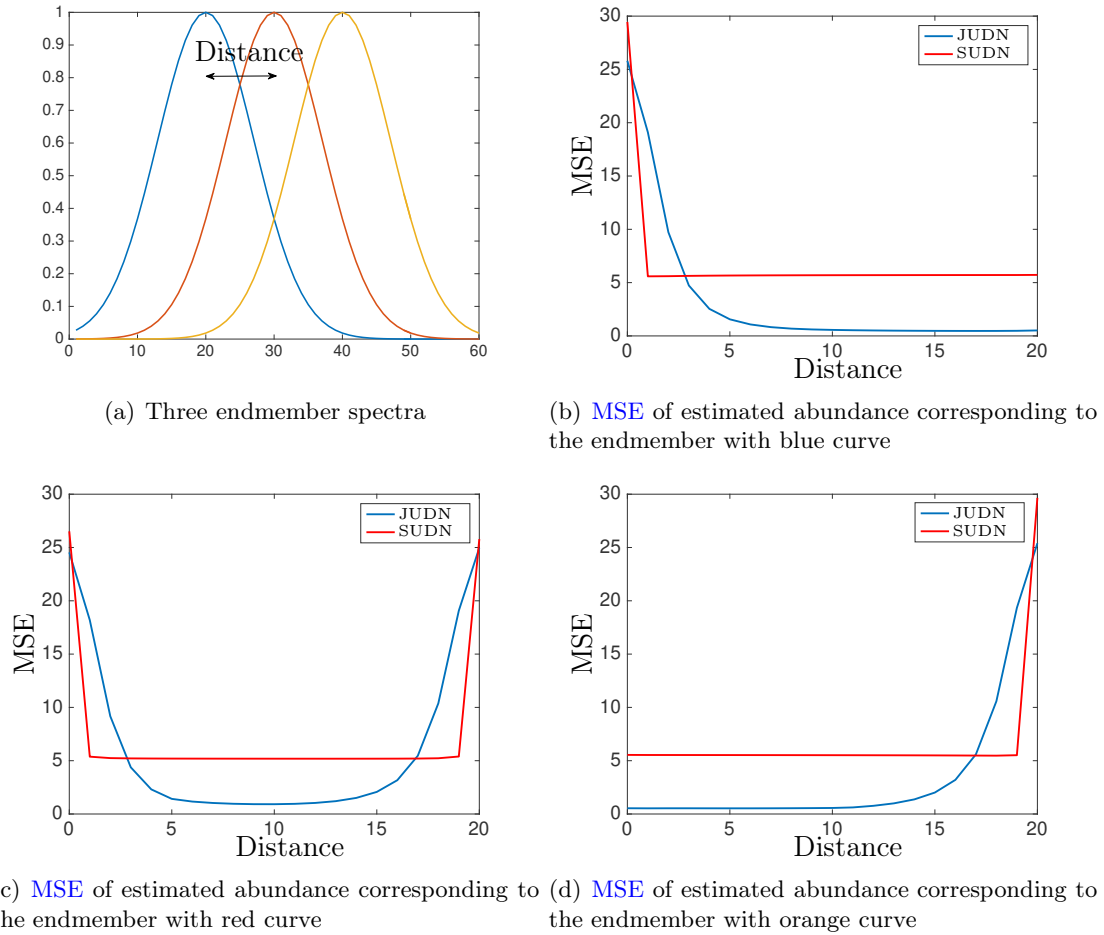 1
0.9
0.8
0.7
0.6
0.5
0.4
0.3
0.2
0.1
0
0 10 20 30 40 50 60
Distance
(a) Three endmember spectra
30
25
20
15
10
5
0
0 5 10 15 20
MSE
Distance
JUDN
SUDN
(b) MSE of estimated abundance corresponding to
the endmember with blue curve
30
25
20
15
10
5
0
0 5 10 15 20
MSE
Distance
JUDN
SUDN
c) MSE of estimated abundance corresponding to
he endmember with red curve
30
25
20
15
10
5
0
0 5 10 15 20
MSE
Distance
JUDN
SUDN
(d) MSE of estimated abundance corresponding to
the endmember with orange curve